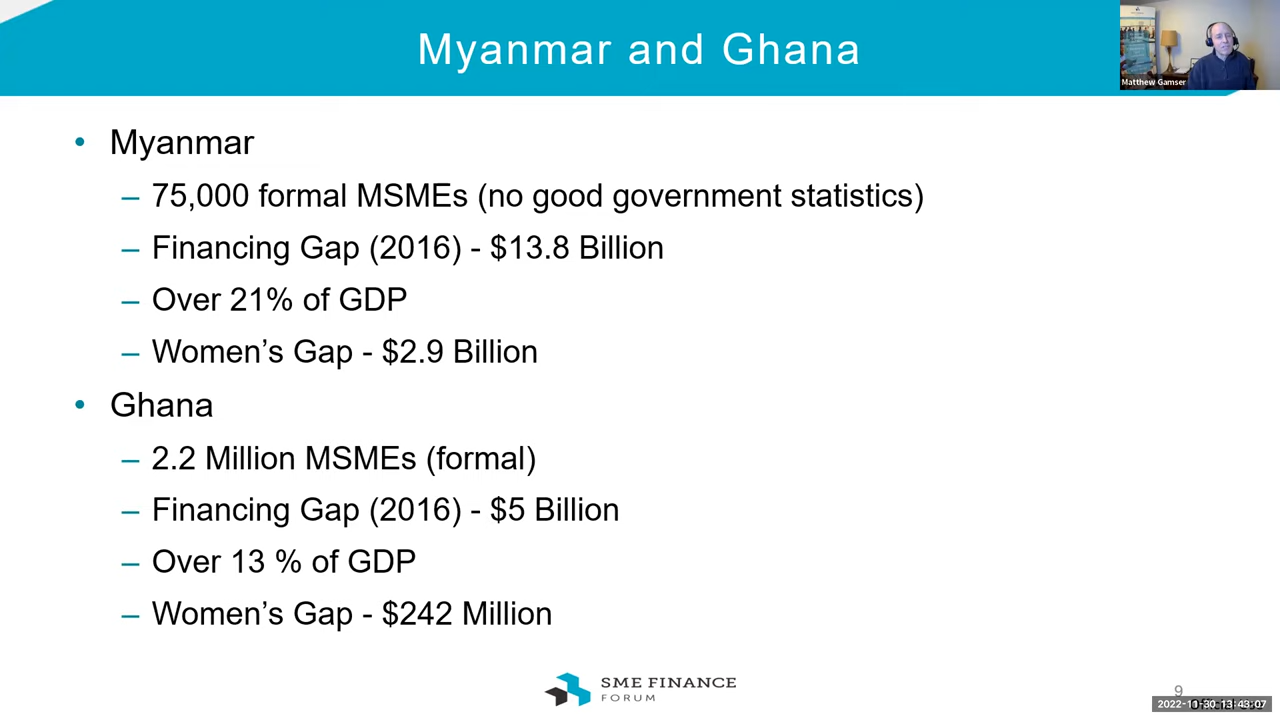 Myanmar and Ghana
Matthew Gamser
• Myanmar
– 75,000 formal MSMEs (no good government statistics)
– Financing Gap (2016) - $13.8 Billion
– Over 21% of GDP
– Women’s Gap - $2.9 Billion
• Ghana
– 2.2 Million MSMEs (formal)
– Financing Gap (2016) - $5 Billion
– Over 13 % of GDP
– Women’s Gap - $242 Million
SME FINANCE
FORUM
9
2022-11-30 13:43:07